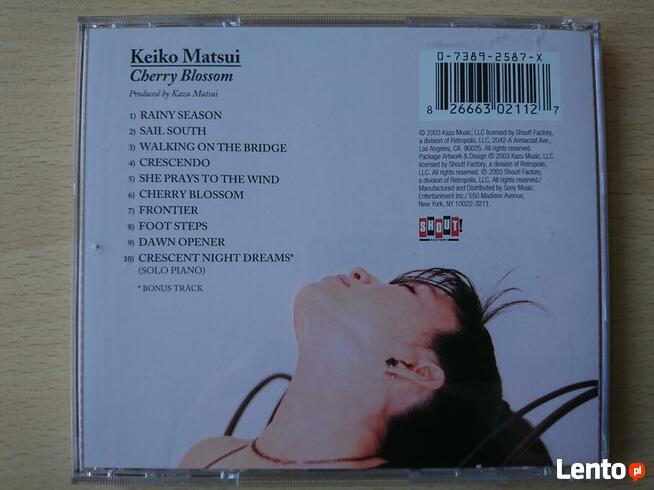 Keiko Matsui
Cherry Blossom
Produced by Kazu Matsui
1) RAINY SEASON
2) SAIL SOUTH
3) WALKING ON THE BRIDGE
4) CRESCENDO
5) SHE PRAYS TO THE WIND
6) CHERRY BLOSSOM
7) FRONTIER
8) FOOT STEPS
9) DAWN OPENER
10) CRESCENT NIGHT DREAMS*
(SOLO PIANO)
* BONUS TRACK
0-7389-2587-X
8 26663 02112 7
© 2003 Kazu Music, LLC licensed by Shout! Factory,
a division of Retropolis, LLC, 2042-A Armacost Ave.,
Los Angeles, CA 90025. All rights reserved.
Package Artwork & Design © 2003 Kazu Music, LLC
licensed by Shout! Factory, a division of Retropolis,
LLC. All rights reserved. ℗ 2003 Shout! Factory,
a division of Retropolis, LLC. All rights reserved./
Manufactured and Distributed by Sony Music
Entertainment Inc./ 550 Madison Avenue,
New York, NY 10022-3211.
SHOUT!
FACTORY
Lento.pl